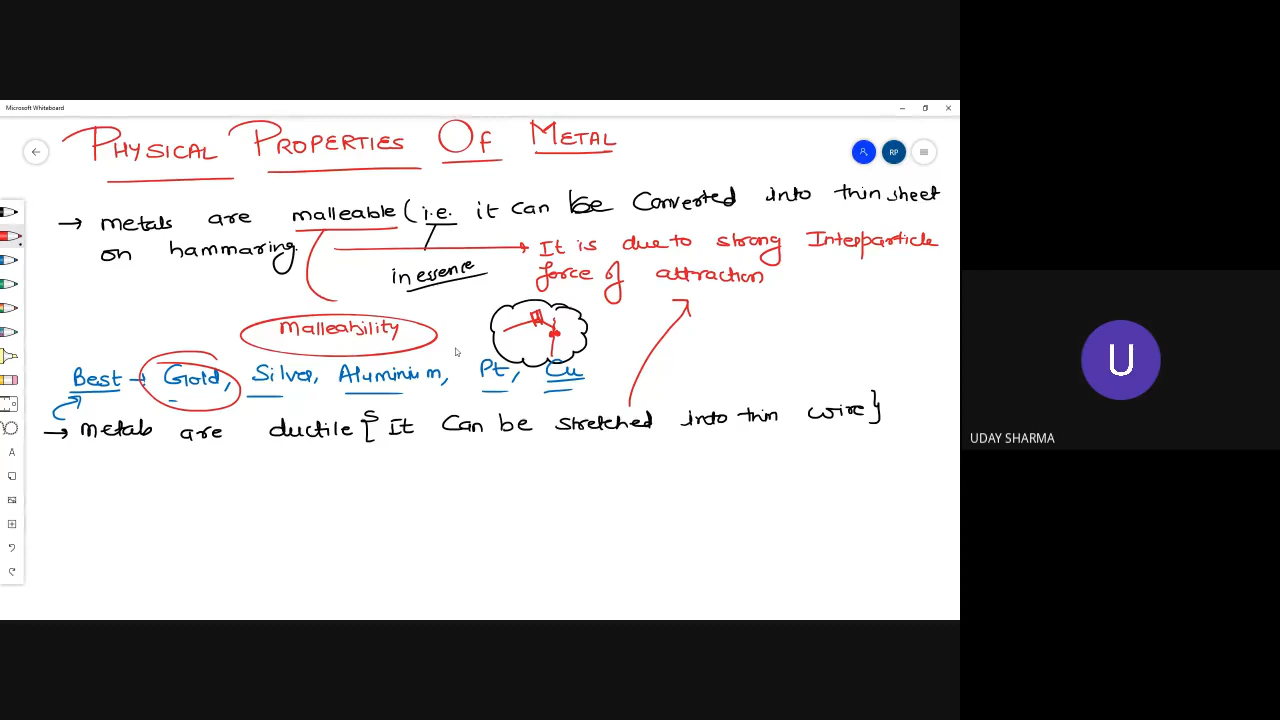 Microsoft Whiteboard
PHYSICAL PROPERTIES OF METAL
RP
→ metals are malleable (i.e. it can be Converted into thin sheet
on hammaring.
→ It is due to strong Interparticle
force of attraction
in essence
Malleability
Best → Gold, Silver, Aluminium, Pt, Cu
→ metals are ductile { It Can be stretched into thin wire}
A
U
UDAY SHARMA